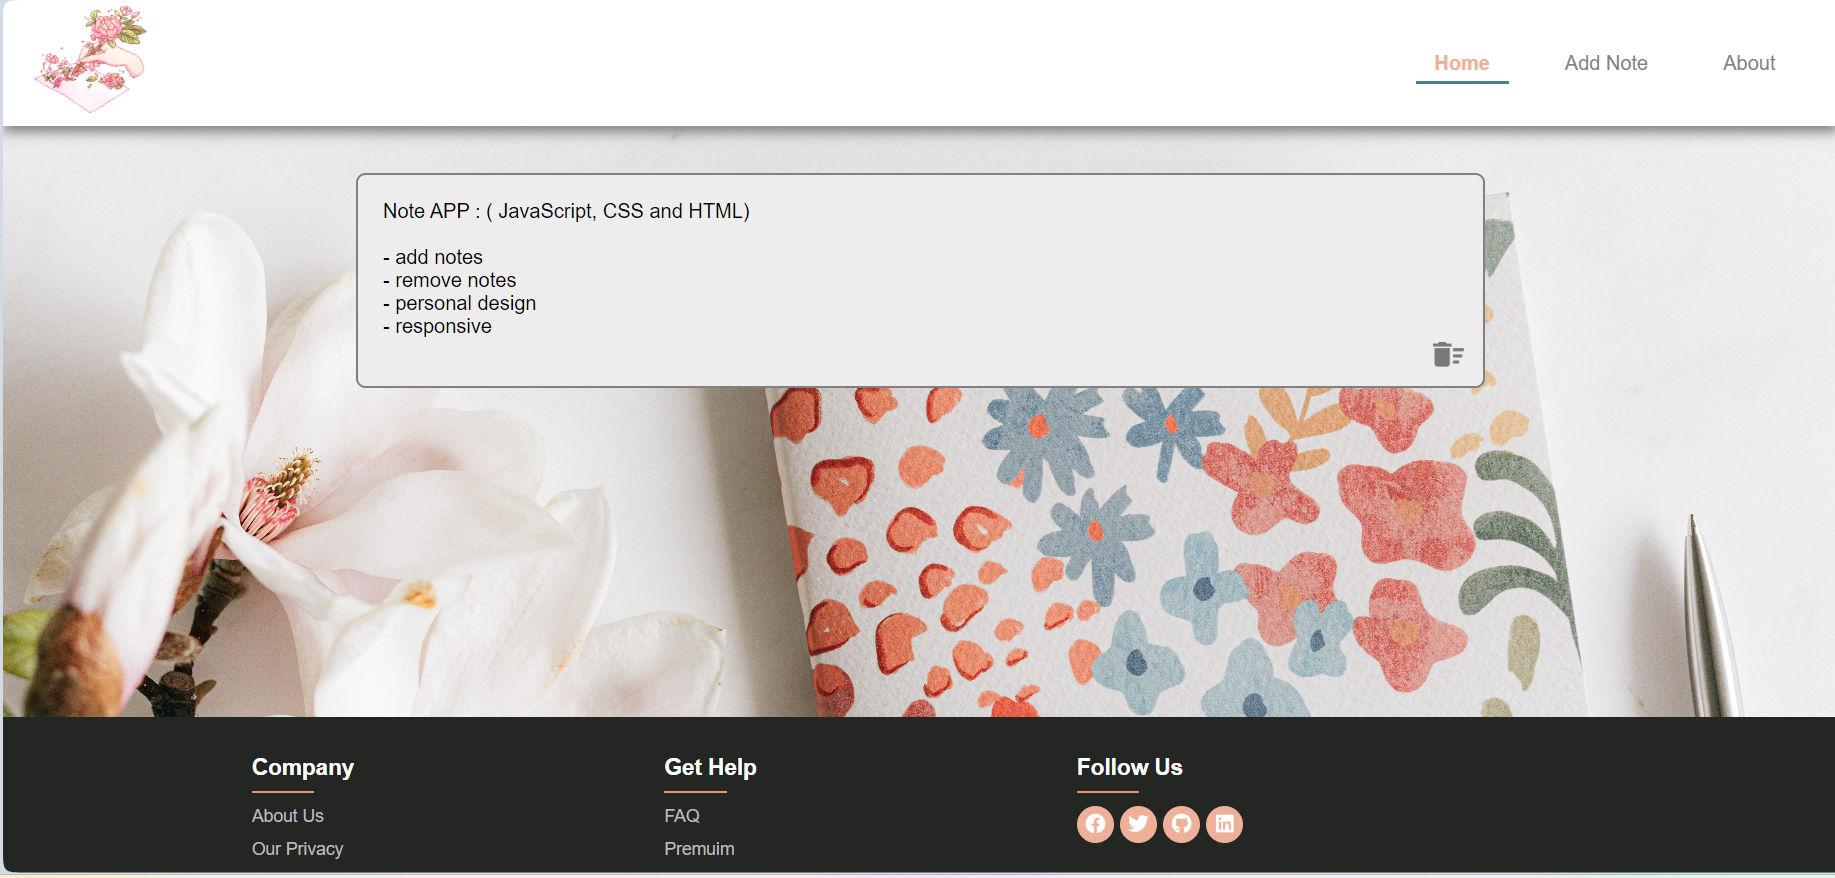 Home
Add Note
About
Note APP : ( JavaScript, CSS and HTML)
- add notes
- remove notes
- personal design
- responsive
Company
About Us
Our Privacy
Get Help
FAQ
Premuim
Follow Us